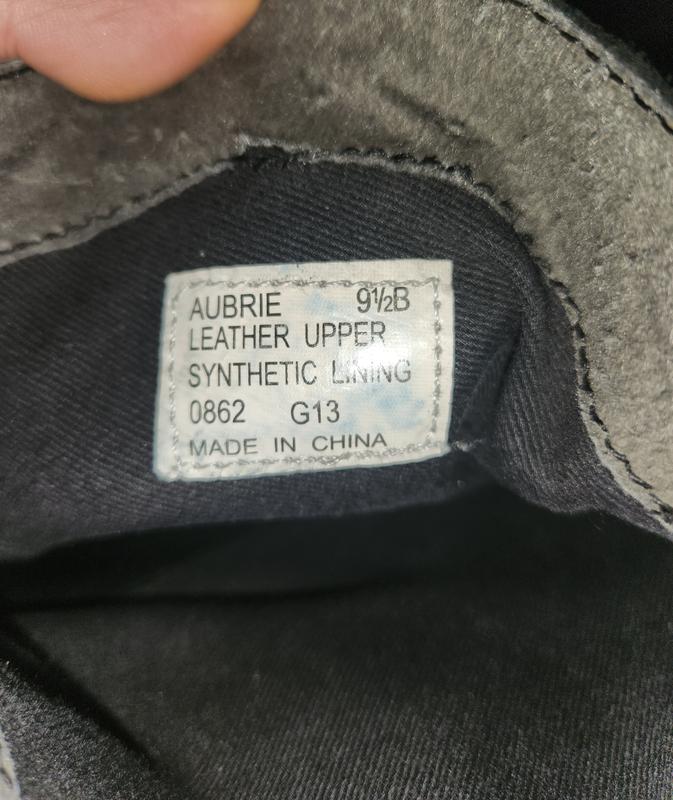 AUBRIE 9½B
LEATHER UPPER
SYNTHETIC LINING
0862 G13
MADE IN CHINA